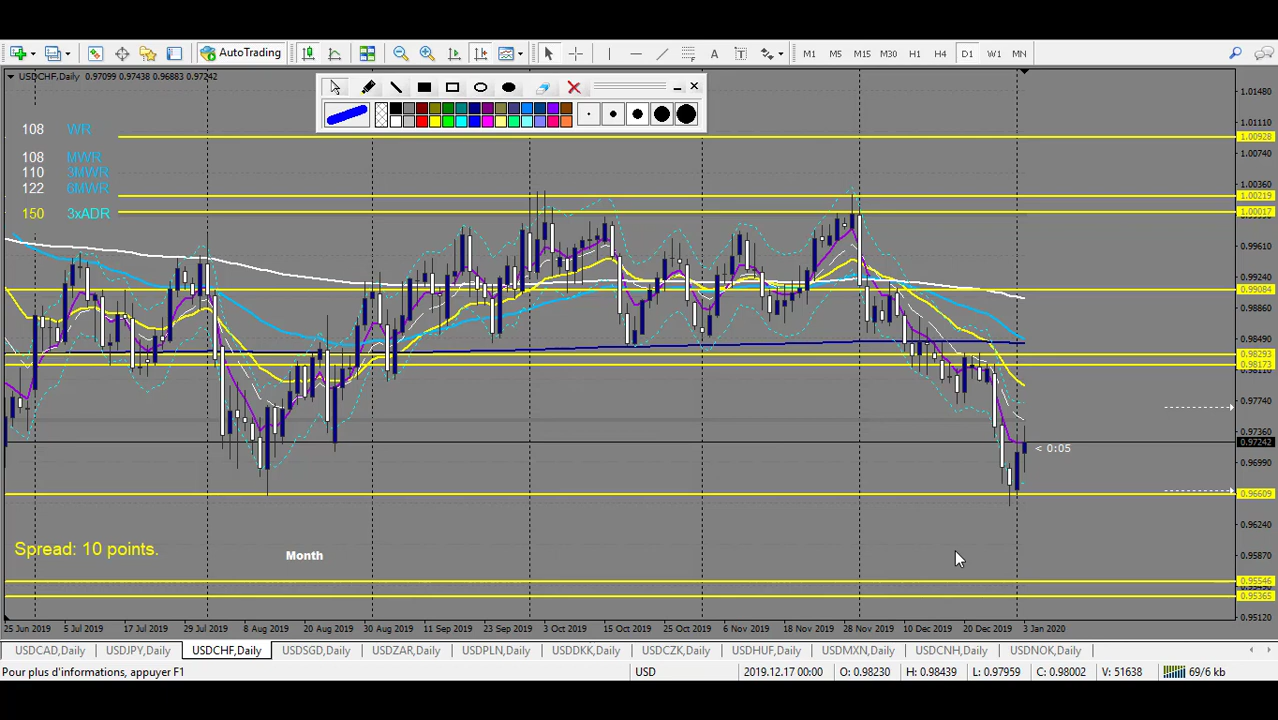 AutoTrading M1 M5 M15 M30 H1 H4 D1 W1 MN
USDCHF,Daily 0.97099 0.97438 0.96883 0.97242
108 WR
108 MWR
110 3MWR
122 6MWR
150 3xADR
1.01480
1.01110
1.00928
1.00740
1.00360
1.00219
1.00017
0.99610
0.99240
0.99084
0.98860
0.98490
0.98293
0.98173
0.97740
0.97360
0.97242
< 0:05
0.96990
0.96609
0.96240
Spread: 10 points.
Month
0.95870
0.95546
0.95365
0.95120
25 Jun 2019 5 Jul 2019 17 Jul 2019 29 Jul 2019 8 Aug 2019 20 Aug 2019 30 Aug 2019 11 Sep 2019 23 Sep 2019 3 Oct 2019 15 Oct 2019 25 Oct 2019 6 Nov 2019 18 Nov 2019 28 Nov 2019 10 Dec 2019 20 Dec 2019 3 Jan 2020
USDCAD,Daily USDJPY,Daily USDCHF,Daily USDSGD,Daily USDZAR,Daily USDPLN,Daily USDDKK,Daily USDCZK,Daily USDHUF,Daily USDMXN,Daily USDCNH,Daily USDNOK,Daily
Pour plus d'informations, appuyer F1 USD 2019.12.17 00:00 O: 0.98230 H: 0.98439 L: 0.97959 C: 0.98002 V: 51638 69/6 kb